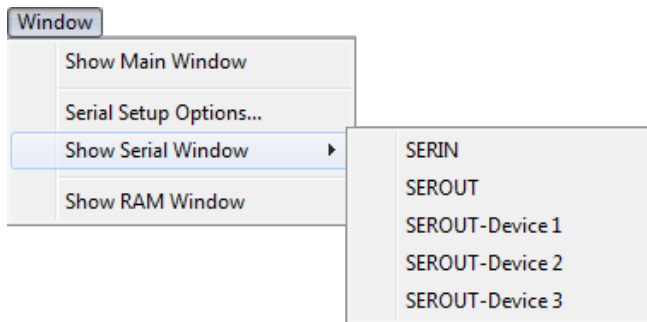 Window
Show Main Window
Serial Setup Options...
Show Serial Window
Show RAM Window
SERIN
SEROUT
SEROUT-Device 1
SEROUT-Device 2
SEROUT-Device 3